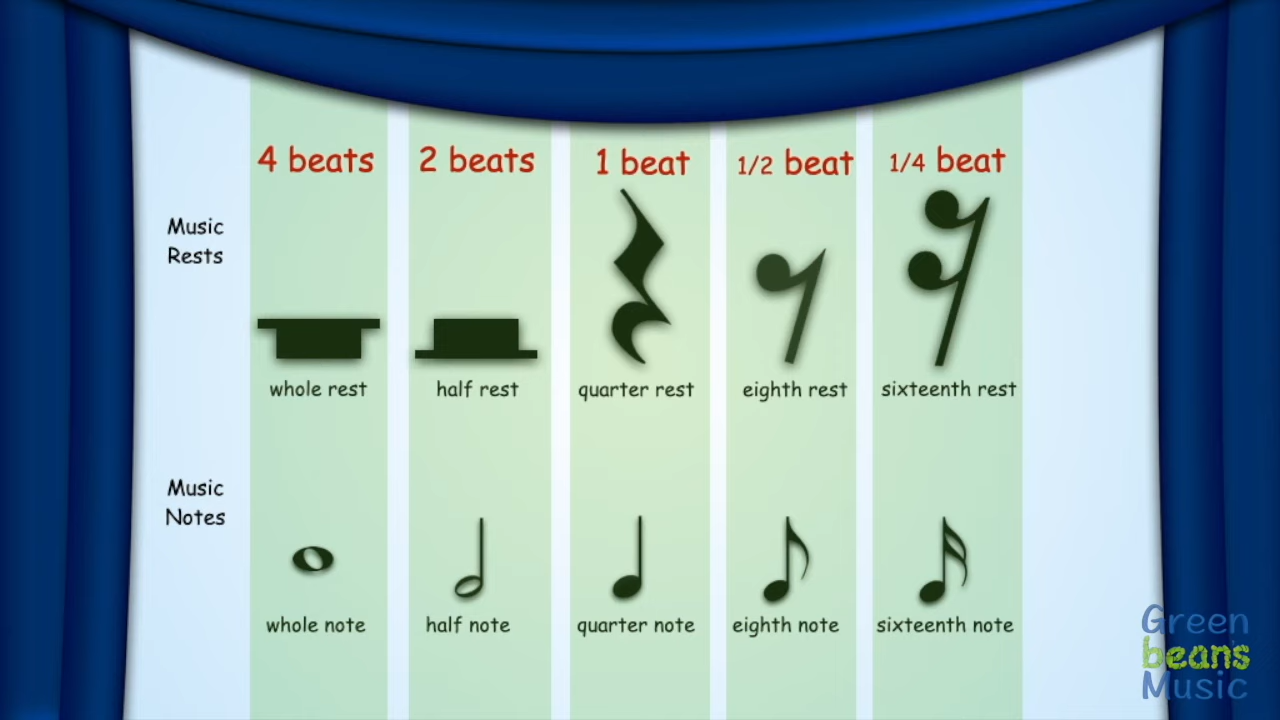 4 beats 2 beats 1 beat 1/2 beat 1/4 beat
Music
Rests
whole rest half rest quarter rest eighth rest sixteenth rest
Music
Notes
whole note half note quarter note eighth note sixteenth note
Green
beans
Music